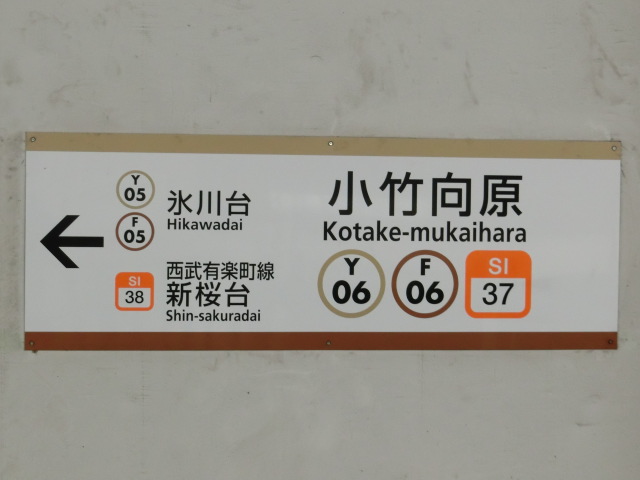 Y
05
F
05
氷川台
Hikawadai
SI
38
西武有楽町線
新桜台
Shin-sakuradai
小竹向原
Kotake-mukaihara
Y
06
F
06
SI
37